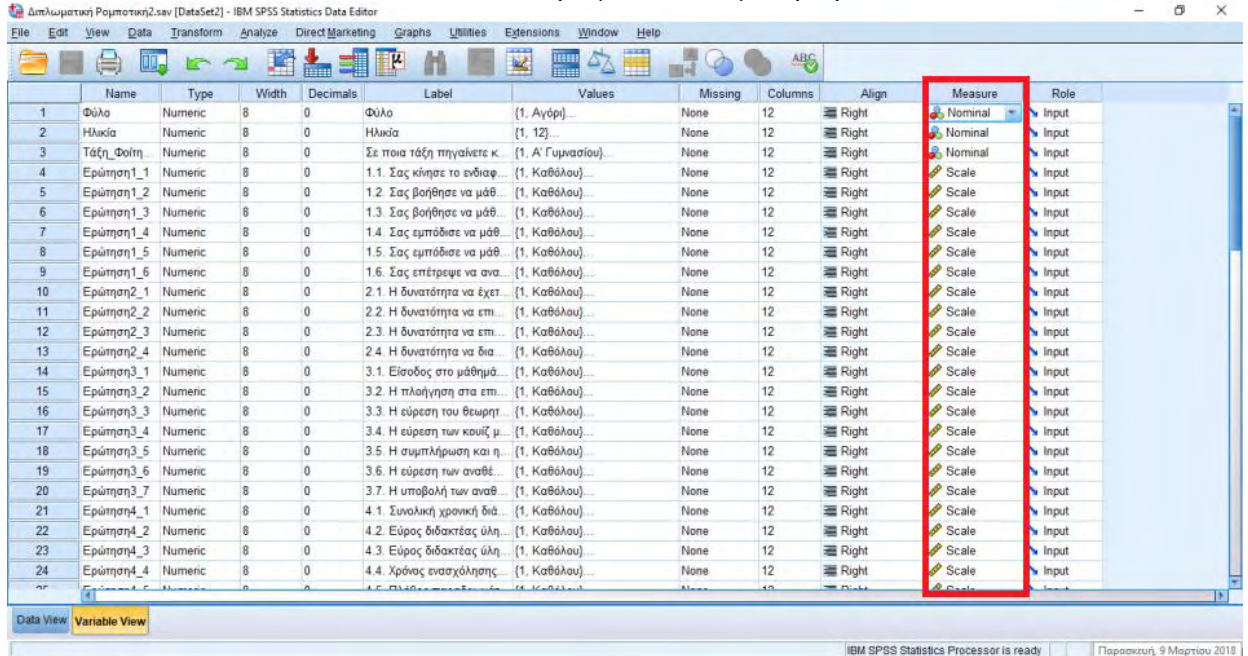 Διπλωματική Ρομποτική2.sav [DataSet2] - IBM SPSS Statistics Data Editor
File Edit View Data Transform Analyze Direct Marketing Graphs Utilities Extensions Window Help
Name Type Width Decimals Label Values Missing Columns Align Measure Role
1 Φύλο Numeric 8 0 Φύλο {1, Αγόρι}... None 12 Right Nominal Input
2 Ηλικία Numeric 8 0 Ηλικία {1, 12}... None 12 Right Nominal Input
3 Τάξη_Φοίτη... Numeric 8 0 Σε ποια τάξη πηγαίνετε κ... {1, Α' Γυμνασίου}... None 12 Right Nominal Input
4 Ερώτηση1_1 Numeric 8 0 1.1. Σας κίνησε το ενδιαφ... {1, Καθόλου}... None 12 Right Scale Input
5 Ερώτηση1_2 Numeric 8 0 1.2. Σας βοήθησε να μάθ... {1, Καθόλου}... None 12 Right Scale Input
6 Ερώτηση1_3 Numeric 8 0 1.3. Σας βοήθησε να μάθ... {1, Καθόλου}... None 12 Right Scale Input
7 Ερώτηση1_4 Numeric 8 0 1.4. Σας εμπόδισε να μάθ... {1, Καθόλου}... None 12 Right Scale Input
8 Ερώτηση1_5 Numeric 8 0 1.5. Σας εμπόδισε να μάθ... {1, Καθόλου}... None 12 Right Scale Input
9 Ερώτηση1_6 Numeric 8 0 1.6. Σας επέτρεψε να ανα... {1, Καθόλου}... None 12 Right Scale Input
10 Ερώτηση2_1 Numeric 8 0 2.1. Η δυνατότητα να έχετ... {1, Καθόλου}... None 12 Right Scale Input
11 Ερώτηση2_2 Numeric 8 0 2.2. Η δυνατότητα να επι... {1, Καθόλου}... None 12 Right Scale Input
12 Ερώτηση2_3 Numeric 8 0 2.3. Η δυνατότητα να επι... {1, Καθόλου}... None 12 Right Scale Input
13 Ερώτηση2_4 Numeric 8 0 2.4. Η δυνατότητα να δια... {1, Καθόλου}... None 12 Right Scale Input
14 Ερώτηση3_1 Numeric 8 0 3.1. Είσοδος στο μάθημά... {1, Καθόλου}... None 12 Right Scale Input
15 Ερώτηση3_2 Numeric 8 0 3.2. Η πλοήγηση στα επι... {1, Καθόλου}... None 12 Right Scale Input
16 Ερώτηση3_3 Numeric 8 0 3.3. Η εύρεση του θεωρητ... {1, Καθόλου}... None 12 Right Scale Input
17 Ερώτηση3_4 Numeric 8 0 3.4. Η εύρεση των κουίζ μ... {1, Καθόλου}... None 12 Right Scale Input
18 Ερώτηση3_5 Numeric 8 0 3.5. Η συμπλήρωση και η... {1, Καθόλου}... None 12 Right Scale Input
19 Ερώτηση3_6 Numeric 8 0 3.6. Η εύρεση των αναθέ... {1, Καθόλου}... None 12 Right Scale Input
20 Ερώτηση3_7 Numeric 8 0 3.7. Η υποβολή των αναθ... {1, Καθόλου}... None 12 Right Scale Input
21 Ερώτηση4_1 Numeric 8 0 4.1. Συνολική χρονική διά... {1, Καθόλου}... None 12 Right Scale Input
22 Ερώτηση4_2 Numeric 8 0 4.2. Εύρος διδακτέας ύλη... {1, Καθόλου}... None 12 Right Scale Input
23 Ερώτηση4_3 Numeric 8 0 4.3. Εύρος διδακτέας ύλη... {1, Καθόλου}... None 12 Right Scale Input
24 Ερώτηση4_4 Numeric 8 0 4.4. Χρόνος ενασχόλησης... {1, Καθόλου}... None 12 Right Scale Input
Data View Variable View
IBM SPSS Statistics Processor is ready
Παρασκευή, 9 Μαρτίου 2018